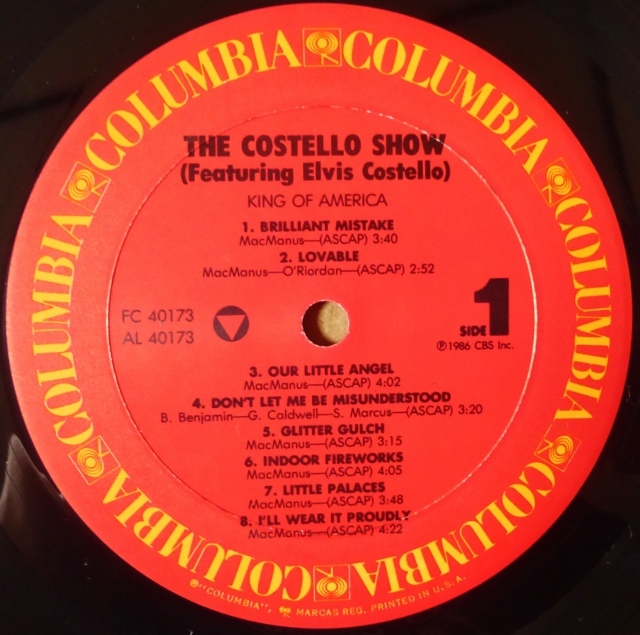 COLUMBIA COLUMBIA COLUMBIA COLUMBIA COLUMBIA COLUMBIA
THE COSTELLO SHOW
(Featuring Elvis Costello)
KING OF AMERICA
1. BRILLIANT MISTAKE
MacManus—(ASCAP) 3:40
2. LOVABLE
MacManus—O'Riordan—(ASCAP) 2:52
FC 40173
AL 40173
SIDE 1
℗1986 CBS Inc.
3. OUR LITTLE ANGEL
MacManus—(ASCAP) 4:02
4. DON'T LET ME BE MISUNDERSTOOD
B. Benjamin—G. Caldwell—S. Marcus—(ASCAP) 3:20
5. GLITTER GULCH
MacManus—(ASCAP) 3:15
6. INDOOR FIREWORKS
MacManus—(ASCAP) 4:05
7. LITTLE PALACES
MacManus—(ASCAP) 3:48
8. I'LL WEAR IT PROUDLY
MacManus—(ASCAP) 4:22
®"COLUMBIA", MARCAS REG. PRINTED IN U.S.A.